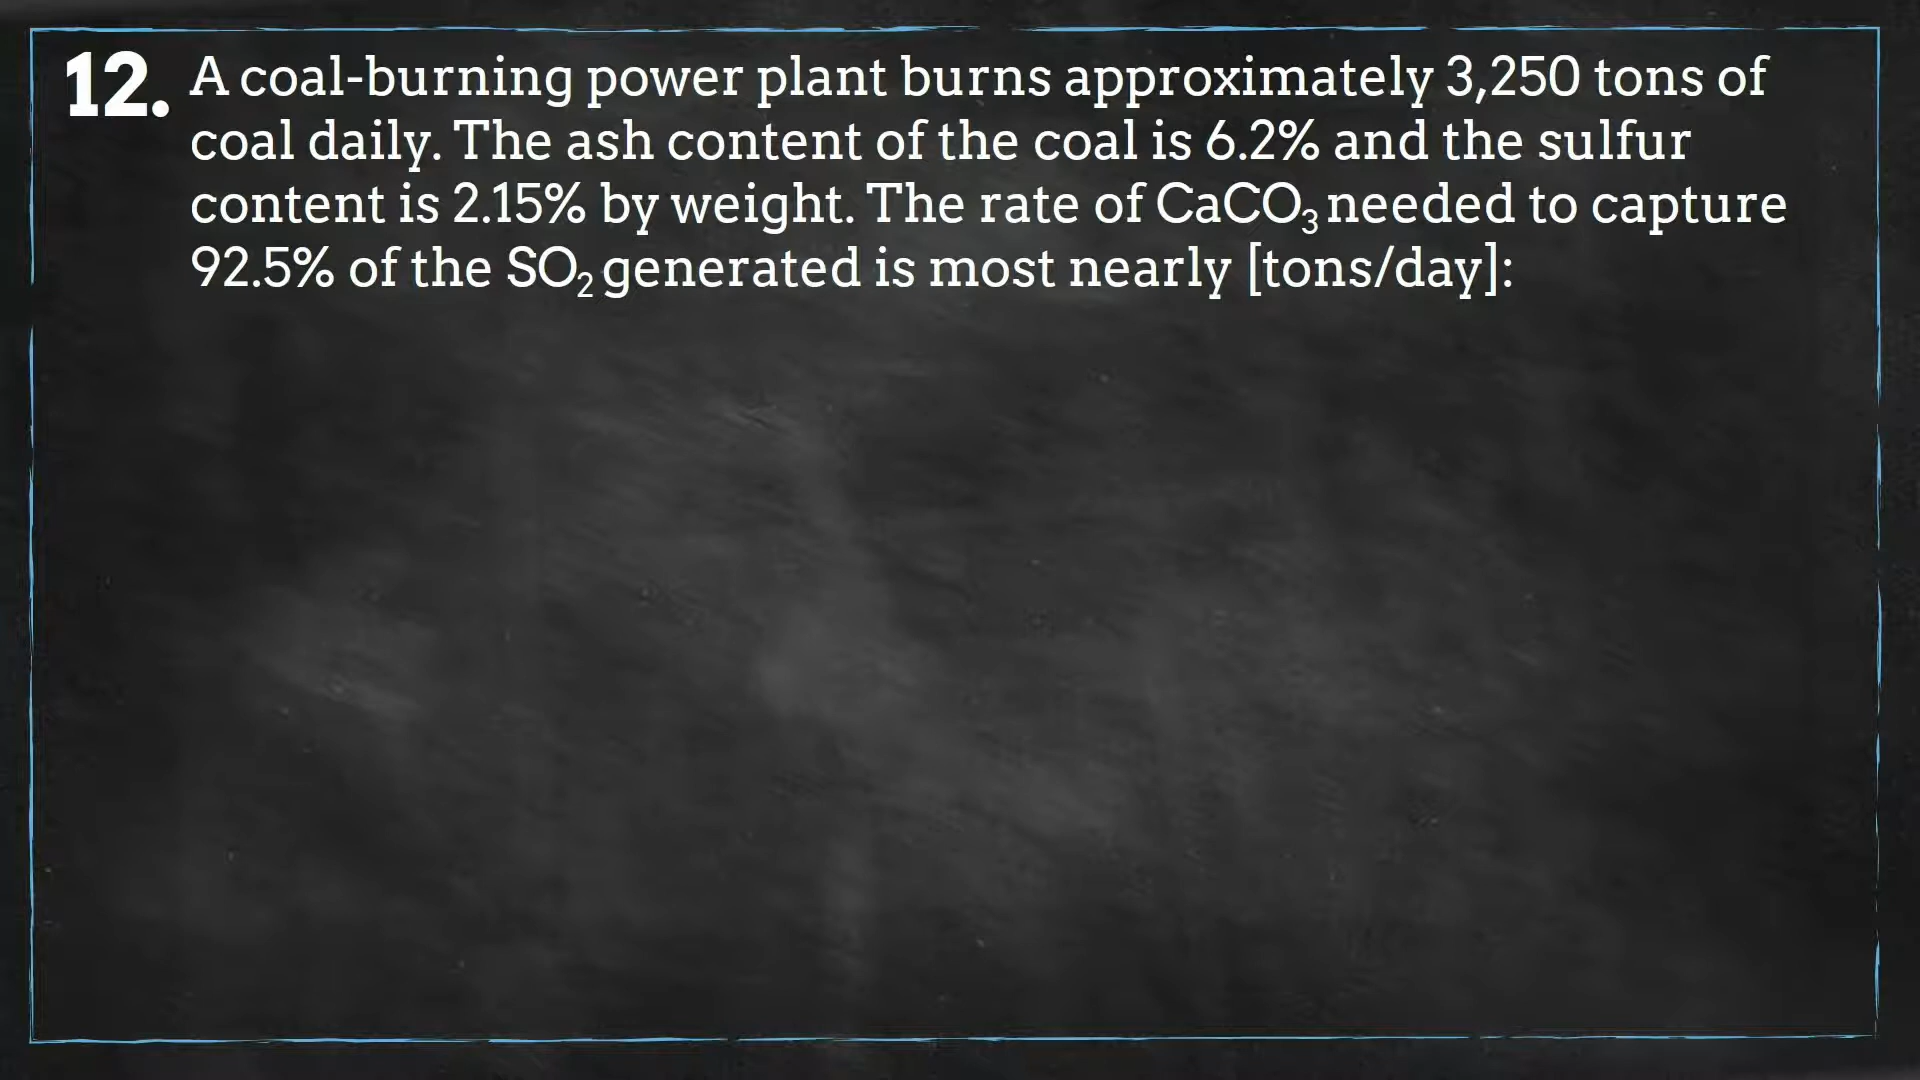 12. A coal-burning power plant burns approximately 3,250 tons of
coal daily. The ash content of the coal is 6.2% and the sulfur
content is 2.15% by weight. The rate of CaCO₃ needed to capture
92.5% of the SO₂ generated is most nearly [tons/day]: